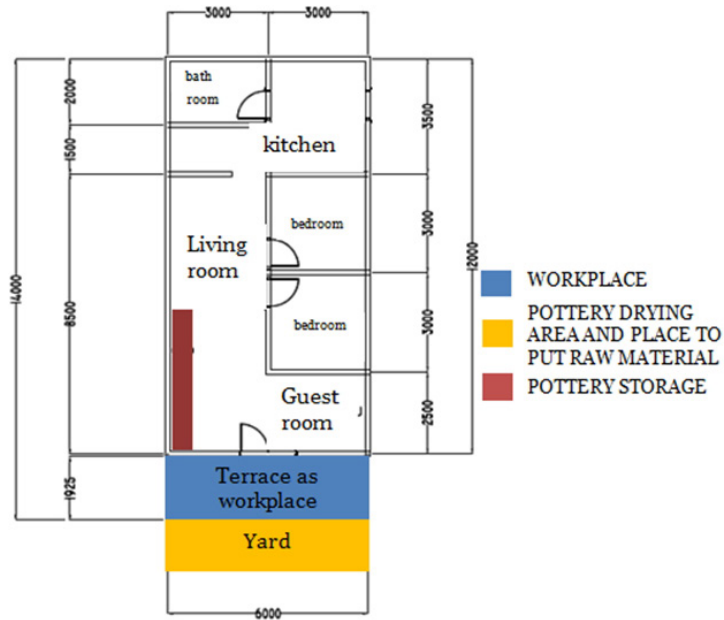 3000
3000
bath
room
kitchen
bedroom
Living
room
bedroom
Guest
room
Terrace as
workplace
Yard
6000
2000
1500
8500
1925
14000
3500
3000
3000
2500
12000
WORKPLACE
POTTERY DRYING
AREA AND PLACE TO
PUT RAW MATERIAL
POTTERY STORAGE